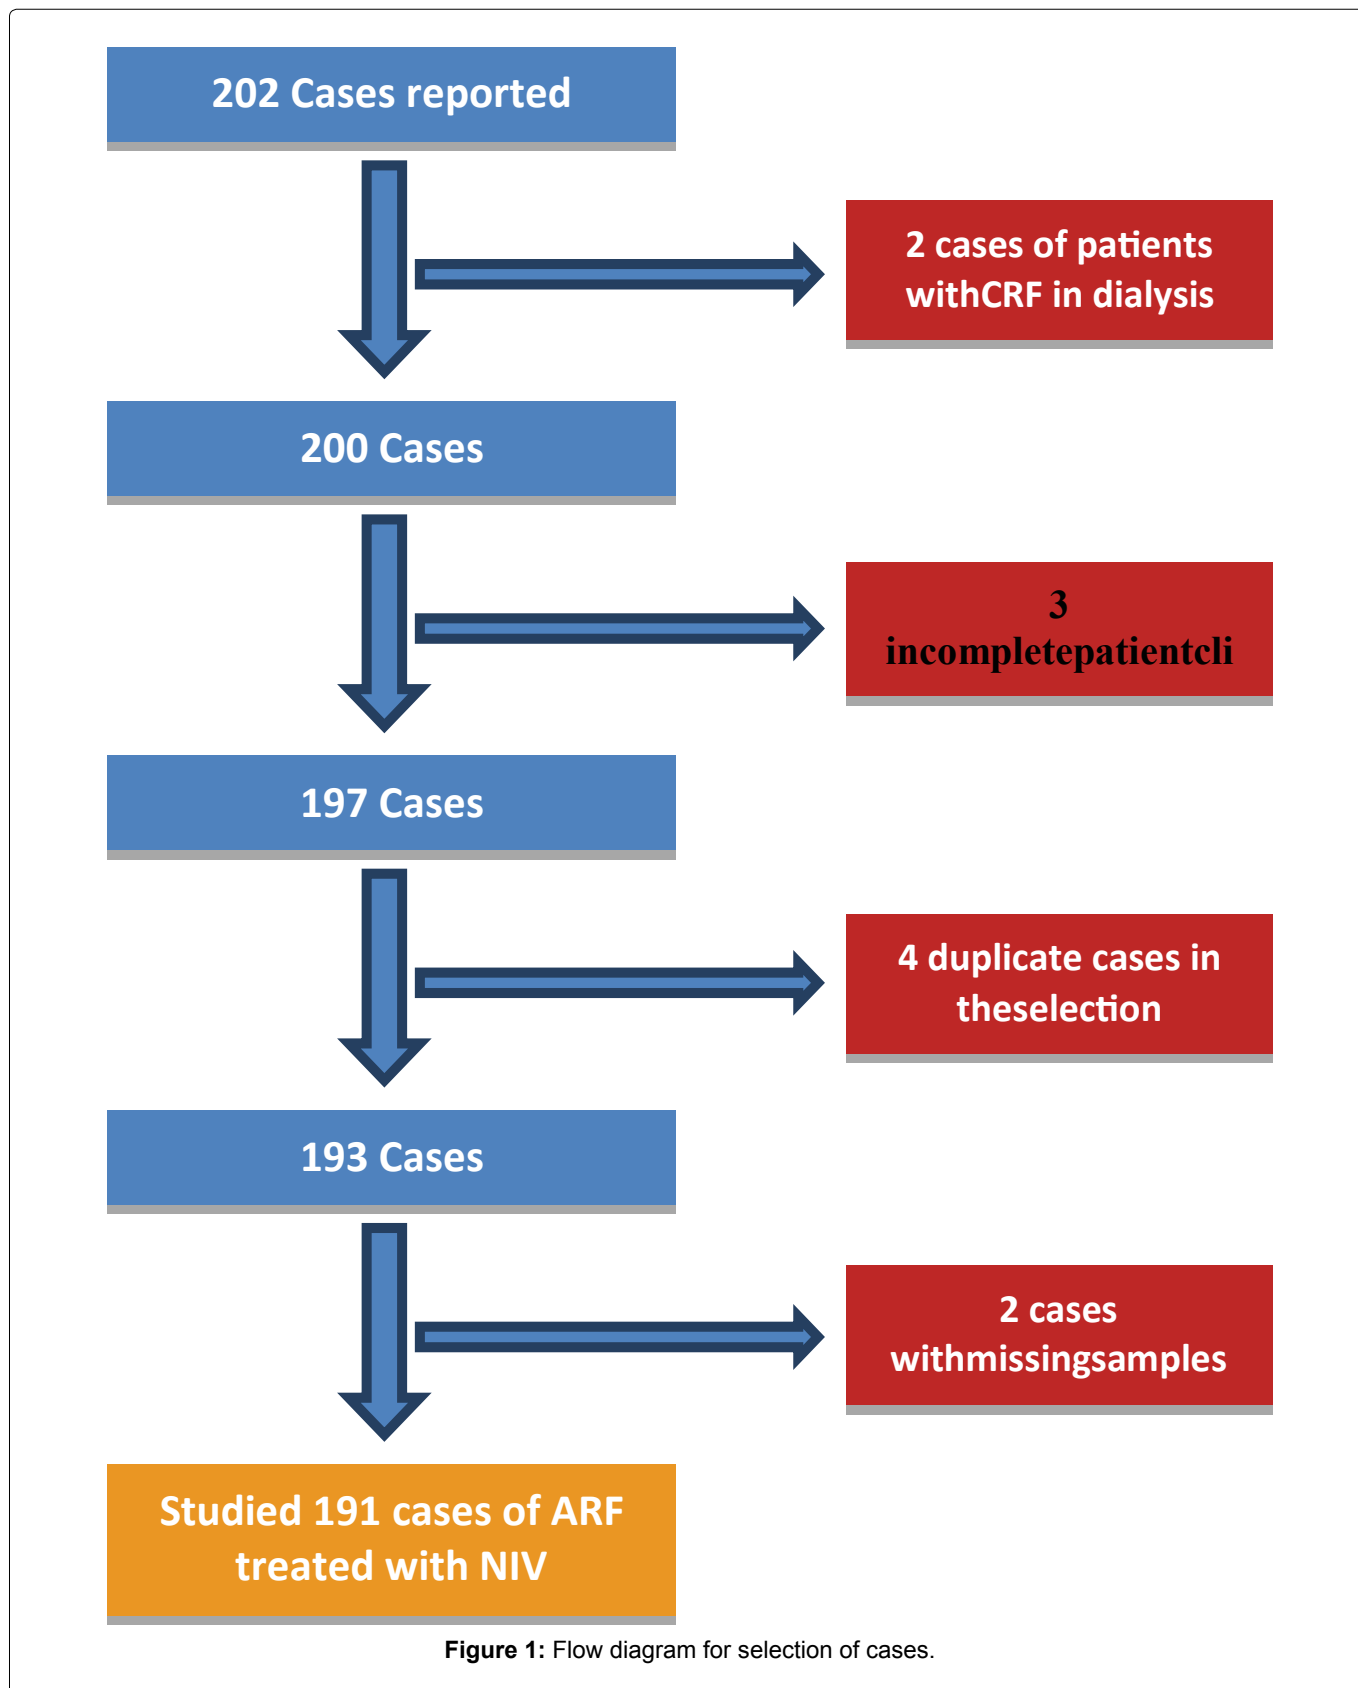 202 Cases reported
2 cases of patients
withCRF in dialysis
200 Cases
3
incompletepatientcli
197 Cases
4 duplicate cases in
theselection
193 Cases
2 cases
withmissingsamples
Studied 191 cases of ARF
treated with NIV
Figure 1: Flow diagram for selection of cases.